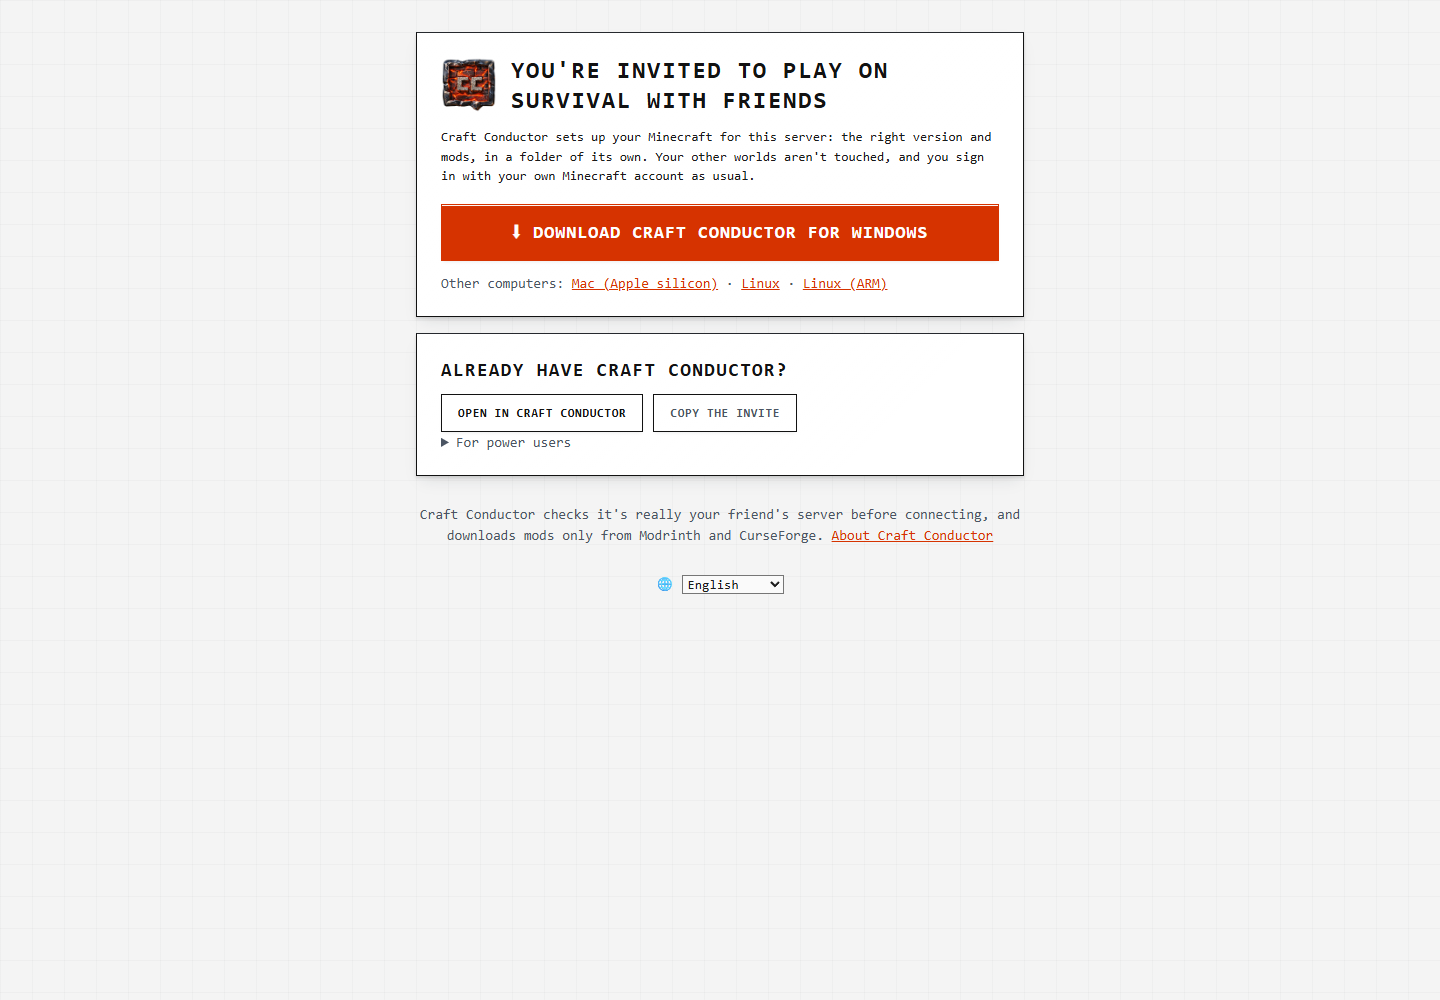 CC
YOU'RE INVITED TO PLAY ON
SURVIVAL WITH FRIENDS
Craft Conductor sets up your Minecraft for this server: the right version and
mods, in a folder of its own. Your other worlds aren't touched, and you sign
in with your own Minecraft account as usual.
⬇ DOWNLOAD CRAFT CONDUCTOR FOR WINDOWS
Other computers: Mac (Apple silicon) · Linux · Linux (ARM)
ALREADY HAVE CRAFT CONDUCTOR?
OPEN IN CRAFT CONDUCTOR
COPY THE INVITE
▶ For power users
Craft Conductor checks it's really your friend's server before connecting, and
downloads mods only from Modrinth and CurseForge. About Craft Conductor
🌐 English